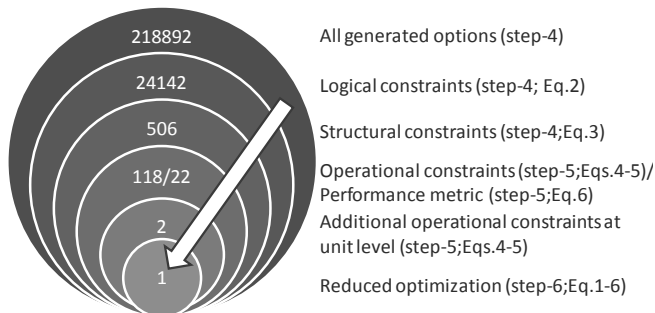 218892
All generated options (step-4)
24142
Logical constraints (step-4; Eq.2)
506
Structural constraints (step-4;Eq.3)
118/22
Operational constraints (step-5;Eqs.4-5)/
Performance metric (step-5;Eq.6)
2
Additional operational constraints at
unit level (step-5;Eqs.4-5)
1
Reduced optimization (step-6;Eq.1-6)